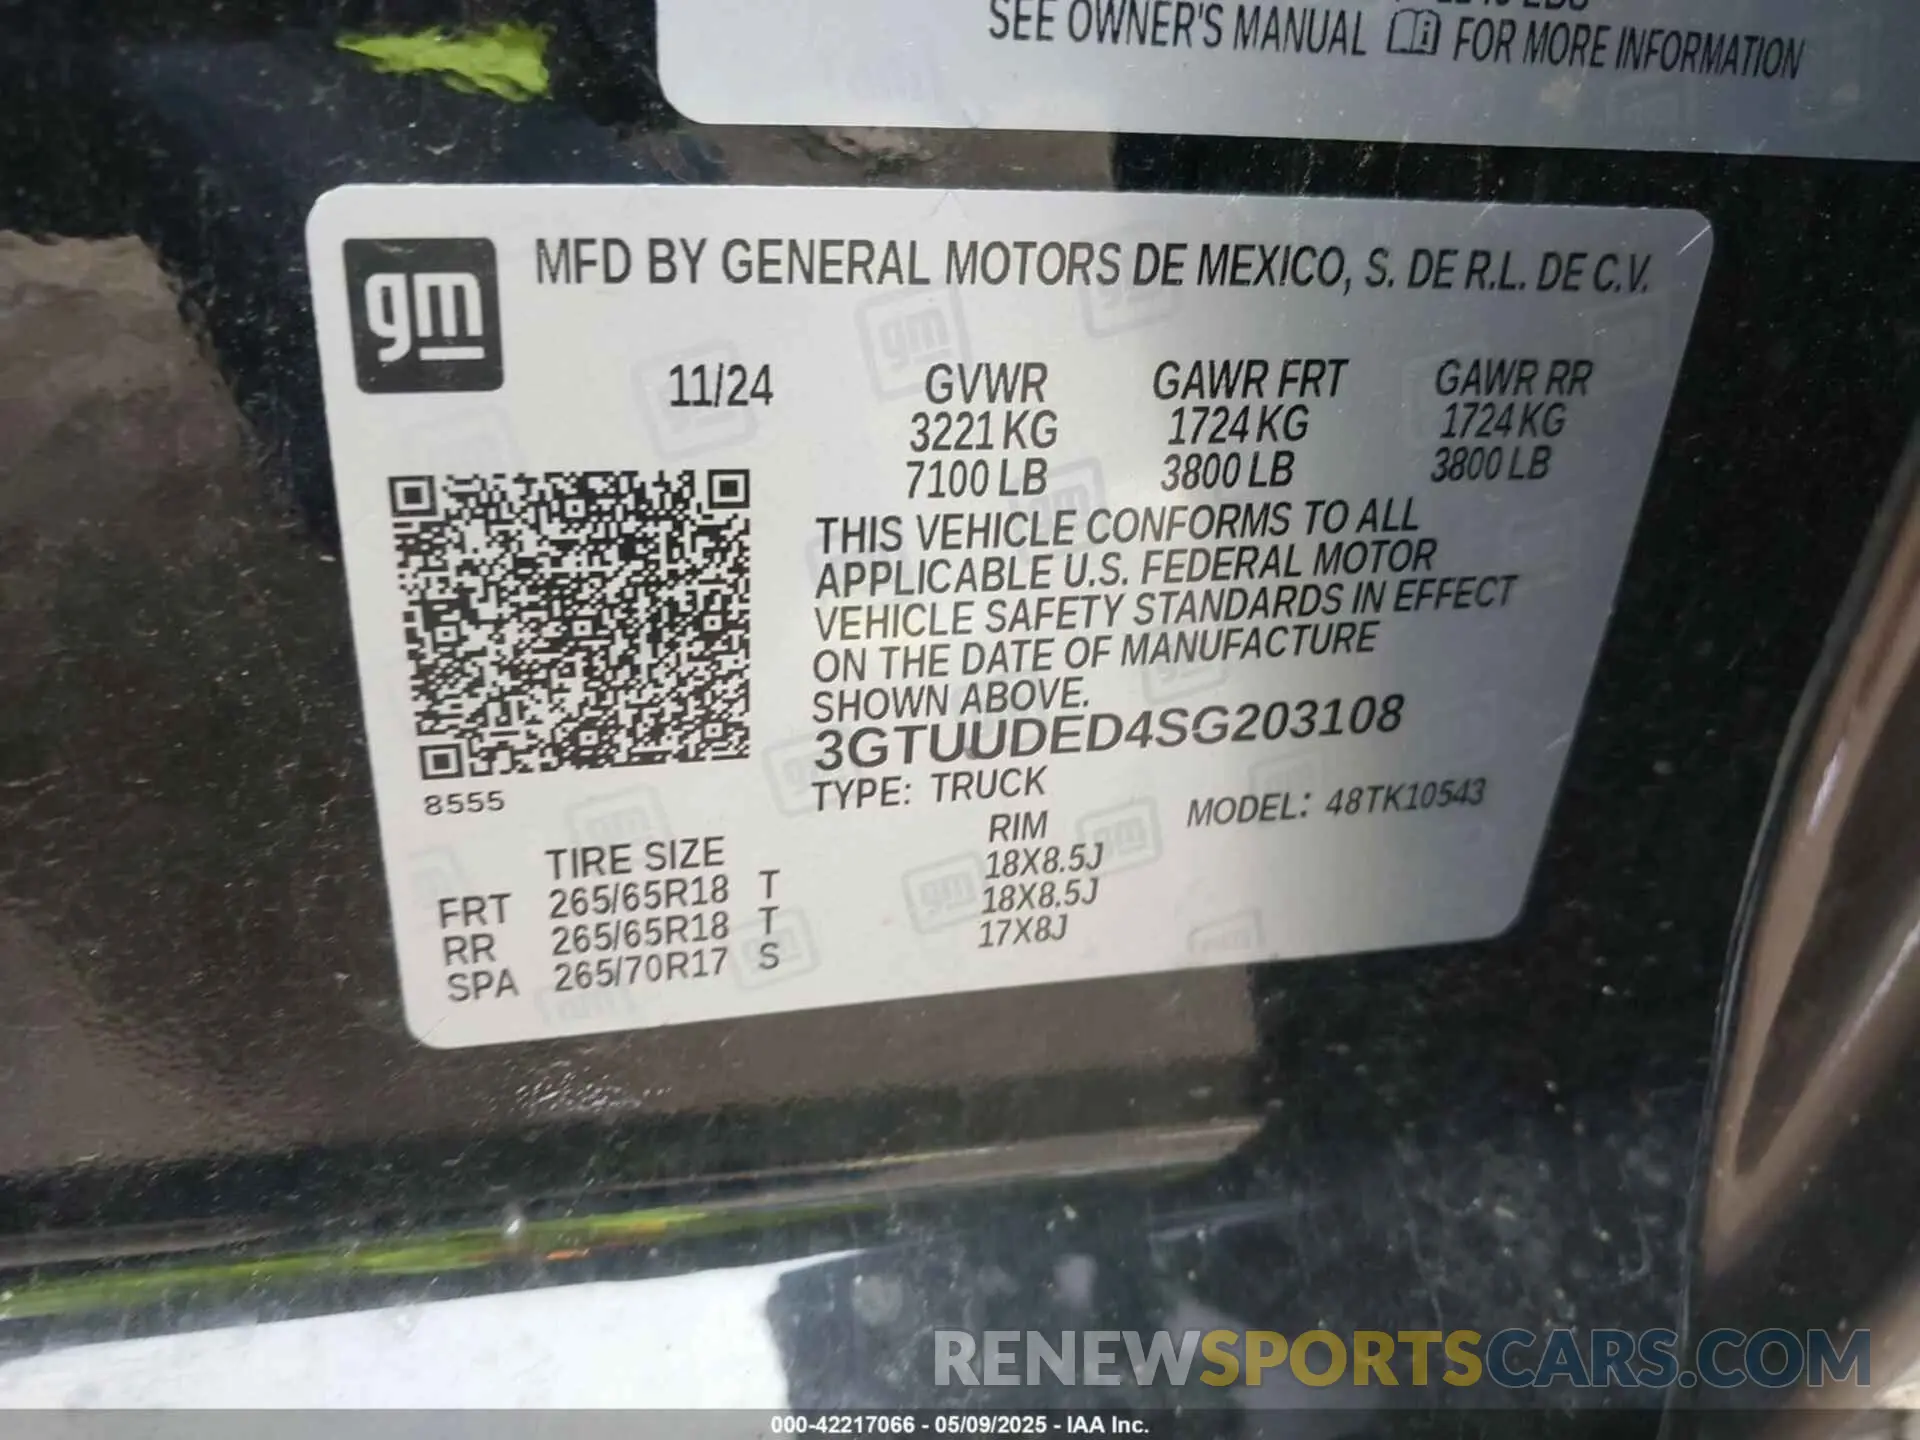 SEE OWNER'S MANUAL FOR MORE INFORMATION
gm MFD BY GENERAL MOTORS DE MEXICO, S. DE R.L. DE C.V.
11/24 GVWR GAWR FRT GAWR RR
3221 KG 1724 KG 1724 KG
7100 LB 3800 LB 3800 LB
THIS VEHICLE CONFORMS TO ALL
APPLICABLE U.S. FEDERAL MOTOR
VEHICLE SAFETY STANDARDS IN EFFECT
ON THE DATE OF MANUFACTURE
SHOWN ABOVE.
3GTUUDED4SG203108
8555 TYPE: TRUCK MODEL: 48TK10543
TIRE SIZE RIM
FRT 265/65R18 T 18X8.5J
RR 265/65R18 T 18X8.5J
SPA 265/70R17 S 17X8J
RENEWSPORTSCARS.COM
000-42217066 - 05/09/2025 - IAA Inc.